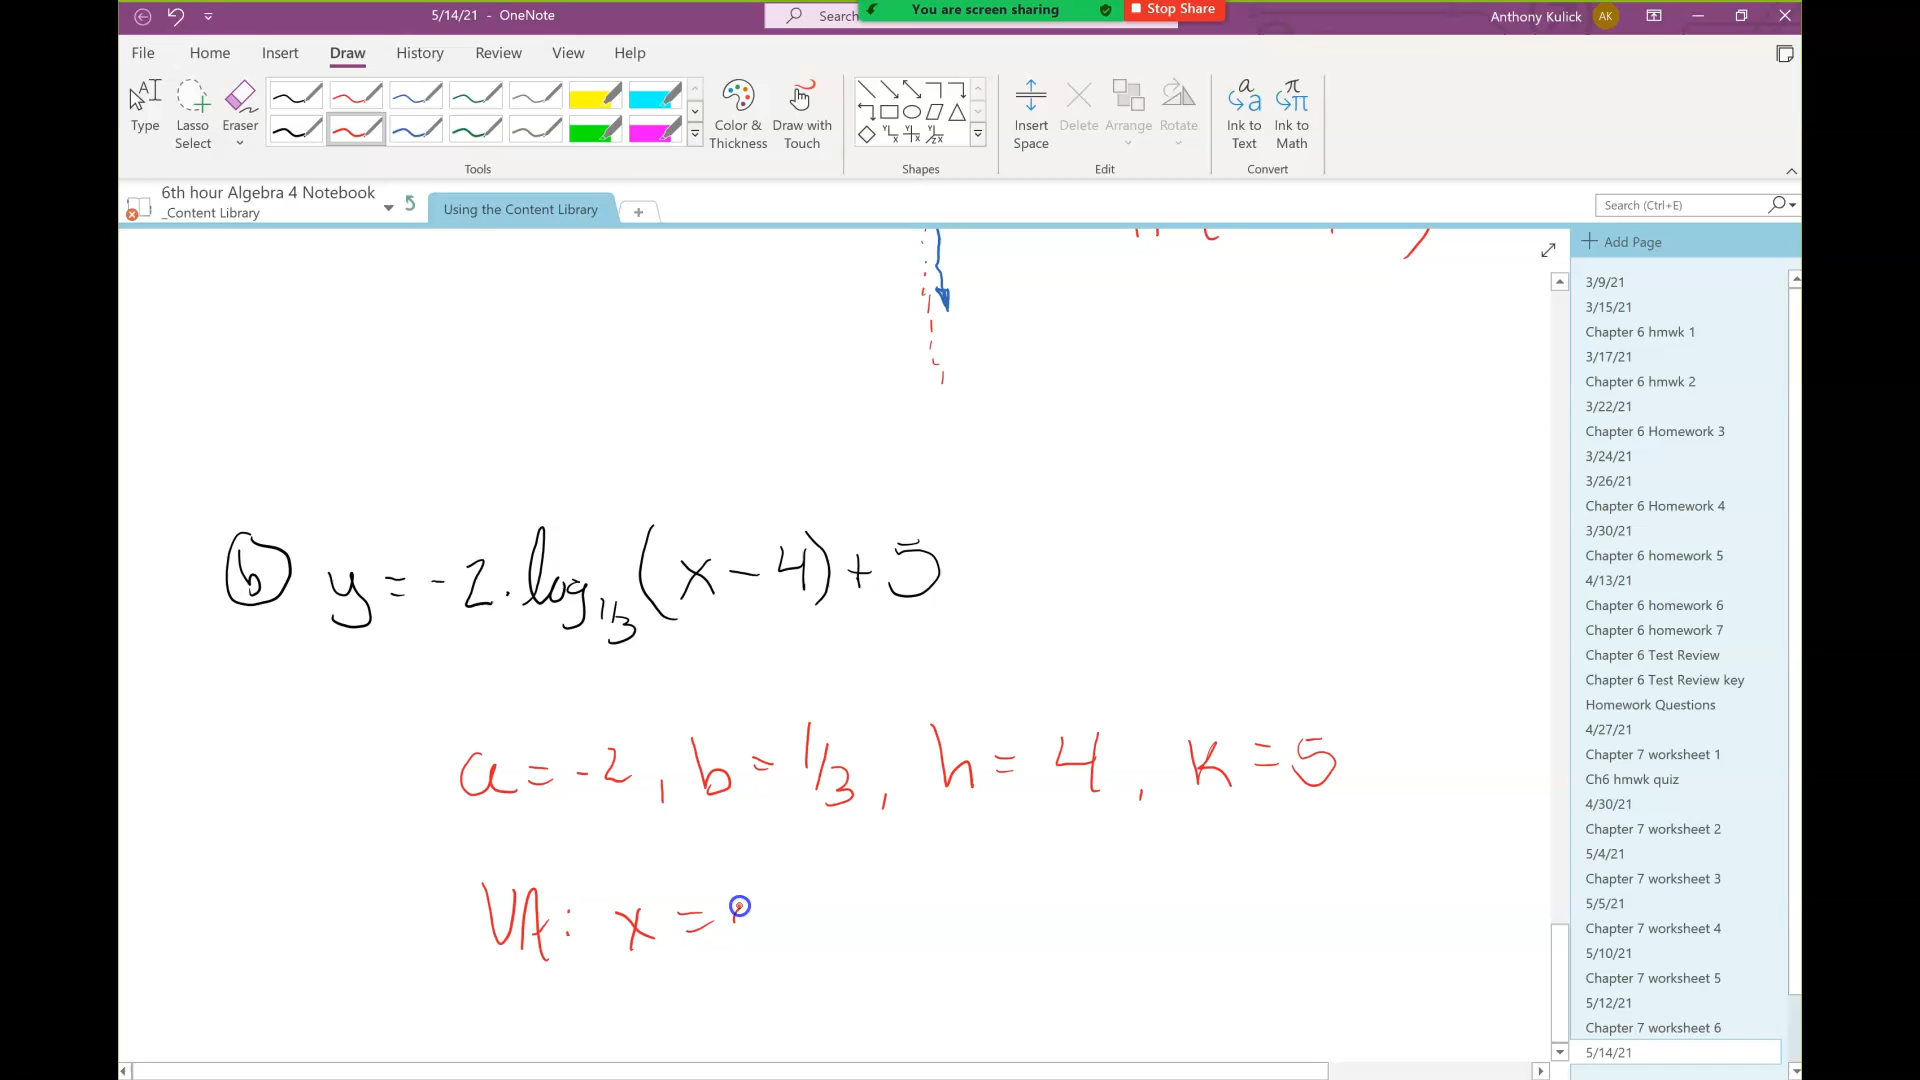 5/14/21 - OneNote
Search
You are screen sharing
Stop Share
Anthony Kulick
AK
File Home Insert Draw History Review View Help
Type
Lasso Select
Eraser
Color & Thickness
Draw with Touch
Insert Space
Delete
Arrange
Rotate
Ink to Text
Ink to Math
Tools
Shapes
Edit
Convert
6th hour Algebra 4 Notebook
_Content Library
Using the Content Library
Search (Ctrl+E)
Add Page
3/9/21
3/15/21
Chapter 6 hmwk 1
3/17/21
Chapter 6 hmwk 2
3/22/21
Chapter 6 Homework 3
3/24/21
3/26/21
Chapter 6 Homework 4
3/30/21
Chapter 6 homework 5
4/13/21
Chapter 6 homework 6
Chapter 6 homework 7
Chapter 6 Test Review
Chapter 6 Test Review key
Homework Questions
4/27/21
Chapter 7 worksheet 1
Ch6 hmwk quiz
4/30/21
Chapter 7 worksheet 2
5/4/21
Chapter 7 worksheet 3
5/5/21
Chapter 7 worksheet 4
5/10/21
Chapter 7 worksheet 5
5/12/21
Chapter 7 worksheet 6
5/14/21
(b) y = -2·log_{1/3}(x-4)+5
a = -2, b = 1/3, h = 4, k = 5
VA: x =